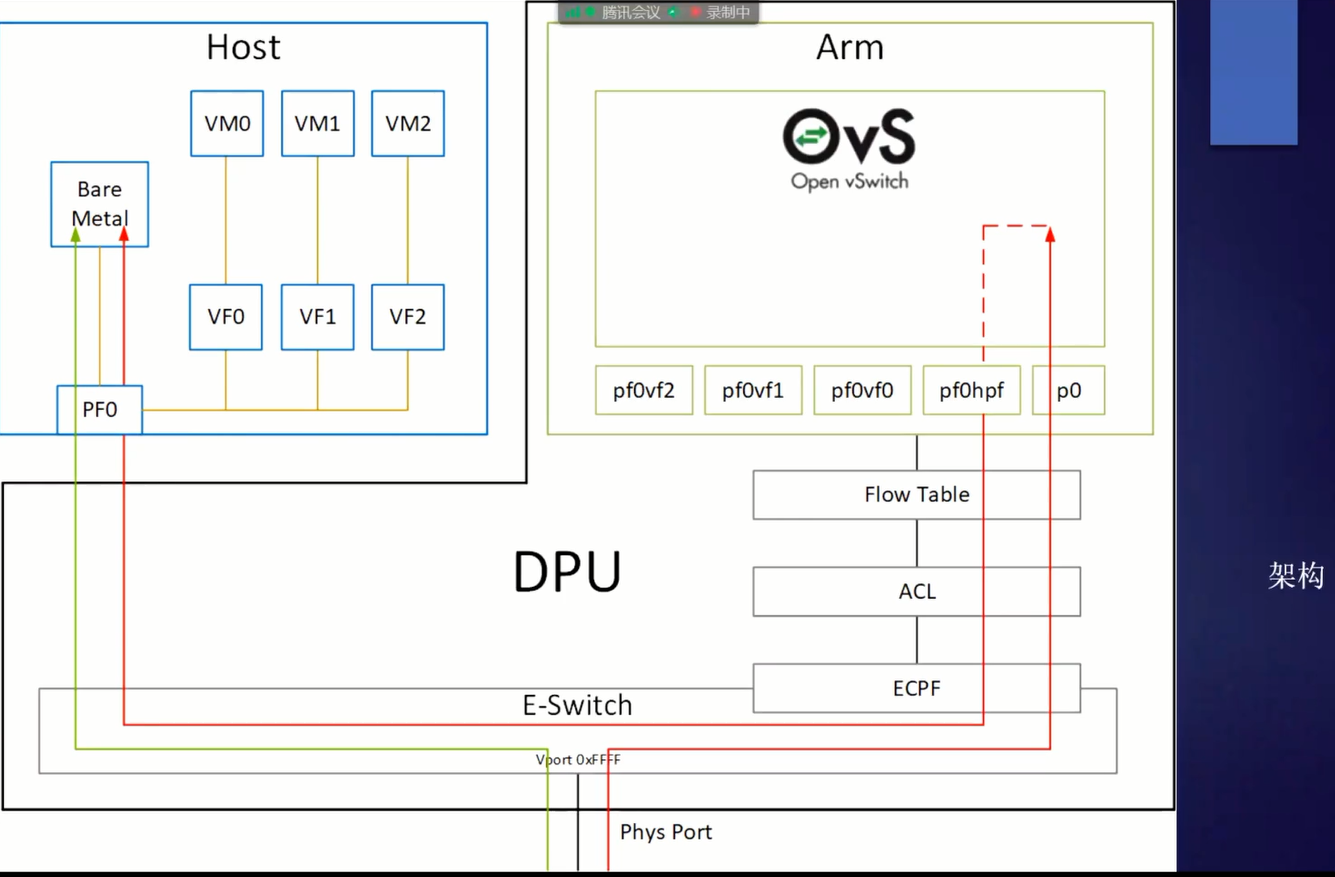 腾讯会议 录制中
Host
VM0 VM1 VM2
Bare
Metal
VF0 VF1 VF2
PF0
Arm
OvS
Open vSwitch
pf0vf2 pf0vf1 pf0vf0 pf0hpf p0
Flow Table
DPU
ACL
ECPF
E-Switch
Vport 0xFFFF
Phys Port
架构